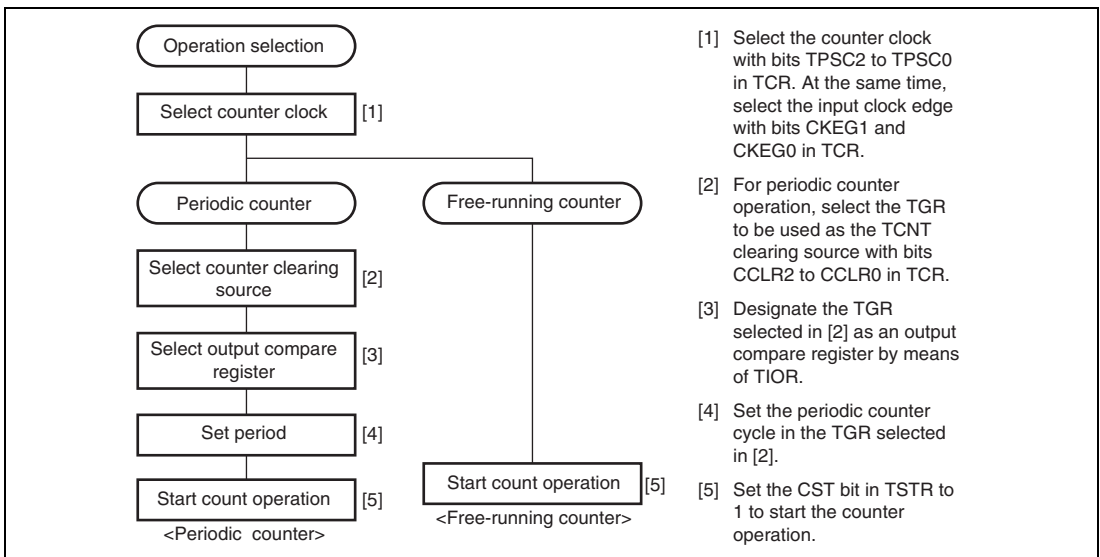 Operation selection
Select counter clock [1]
Periodic counter
Free-running counter
Select counter clearing
source
[2]
Select output compare
register
[3]
Set period [4]
Start count operation [5]
<Periodic counter>
Start count operation [5]
<Free-running counter>
[1] Select the counter clock
with bits TPSC2 to TPSC0
in TCR. At the same time,
select the input clock edge
with bits CKEG1 and
CKEG0 in TCR.
[2] For periodic counter
operation, select the TGR
to be used as the TCNT
clearing source with bits
CCLR2 to CCLR0 in TCR.
[3] Designate the TGR
selected in [2] as an output
compare register by means
of TIOR.
[4] Set the periodic counter
cycle in the TGR selected
in [2].
[5] Set the CST bit in TSTR to
1 to start the counter
operation.